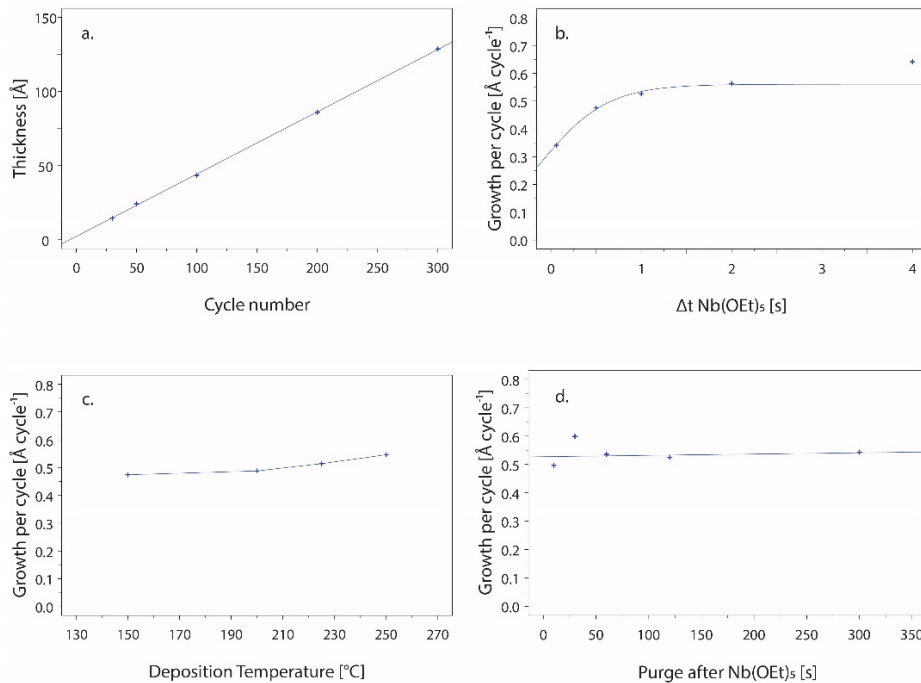 a.
Thickness [Å]
150
100
50
0
0 50 100 150 200 250 300
Cycle number
b.
Growth per cycle [Å cycle⁻¹]
0.8
0.7
0.6
0.5
0.4
0.3
0.2
0.1
0.0
0 1 2 3 4
Δt Nb(OEt)₅ [s]
c.
Growth per cycle [Å cycle⁻¹]
0.8
0.7
0.6
0.5
0.4
0.3
0.2
0.1
0.0
130 150 170 190 210 230 250 270
Deposition Temperature [°C]
d.
Growth per cycle [Å cycle⁻¹]
0.8
0.7
0.6
0.5
0.4
0.3
0.2
0.1
0.0
0 50 100 150 200 250 300 350
Purge after Nb(OEt)₅ [s]